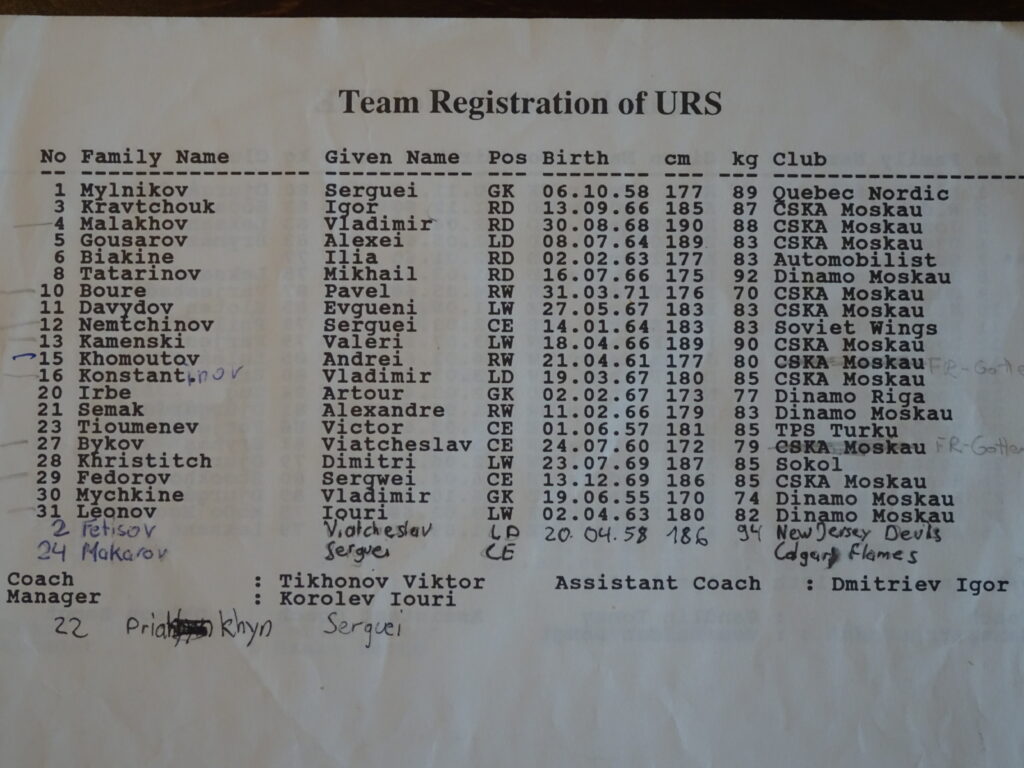 Team Registration of URS
No Family Name Given Name Pos Birth cm kg Club
1 Mylnikov Serguei GK 06.10.58 177 89 Quebec Nordic
3 Kravtchouk Igor RD 13.09.66 185 87 CSKA Moskau
4 Malakhov Vladimir RD 30.08.68 190 88 CSKA Moskau
5 Gousarov Alexei LD 08.07.64 189 83 CSKA Moskau
6 Biakine Ilia RD 02.02.63 177 83 Automobilist
8 Tatarinov Mikhail RD 16.07.66 175 92 Dinamo Moskau
10 Boure Pavel RW 31.03.71 176 70 CSKA Moskau
11 Davydov Evgueni LW 27.05.67 183 83 CSKA Moskau
12 Nemtchinov Serguei CE 14.01.64 183 83 Soviet Wings
13 Kamenski Valeri LW 18.04.66 189 90 CSKA Moskau
15 Khomoutov Andrei RW 21.04.61 177 80 CSKA Moskau FR-Gotte
16 Konstantinov Vladimir LD 19.03.67 180 85 CSKA Moskau
20 Irbe Artour GK 02.02.67 173 77 Dinamo Riga
21 Semak Alexandre RW 11.02.66 179 83 Dinamo Moskau
23 Tioumenev Victor CE 01.06.57 181 85 TPS Turku
27 Bykov Viatcheslav CE 24.07.60 172 79 CSKA Moskau FR-Gotte
28 Khristitch Dimitri LW 23.07.69 187 85 Sokol
29 Fedorov Sergwei CE 13.12.69 186 85 CSKA Moskau
30 Mychkine Vladimir GK 19.06.55 170 74 Dinamo Moskau
31 Leonov Iouri LW 02.04.63 180 82 Dinamo Moskau
2 Fetisov Viatcheslav LD 20.04.58 186 94 New Jersey Devils
24 Makarov Serguei CE Calgary Flames
Coach : Tikhonov Viktor Assistant Coach : Dmitriev Igor
Manager : Korolev Iouri
22 Priakhyn Serguei